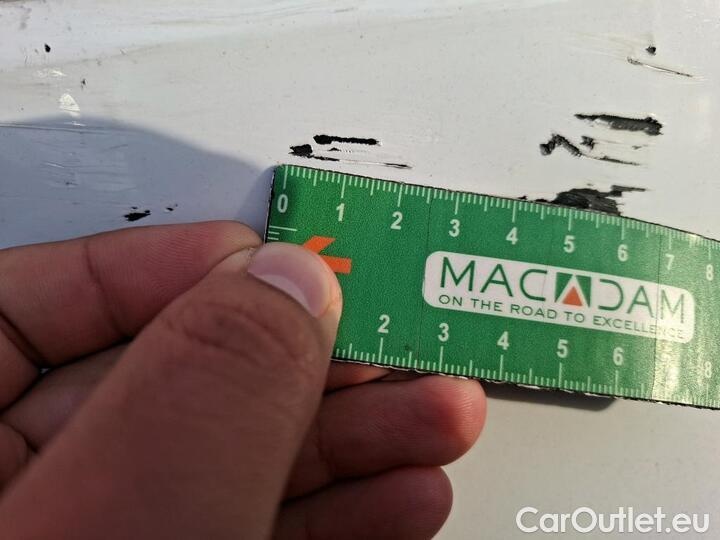 0 1 2 3 4 5 6 7 8
MACADAM
ON THE ROAD TO EXCELLENCE
2 3 4 5 6 8
CarOutlet.eu